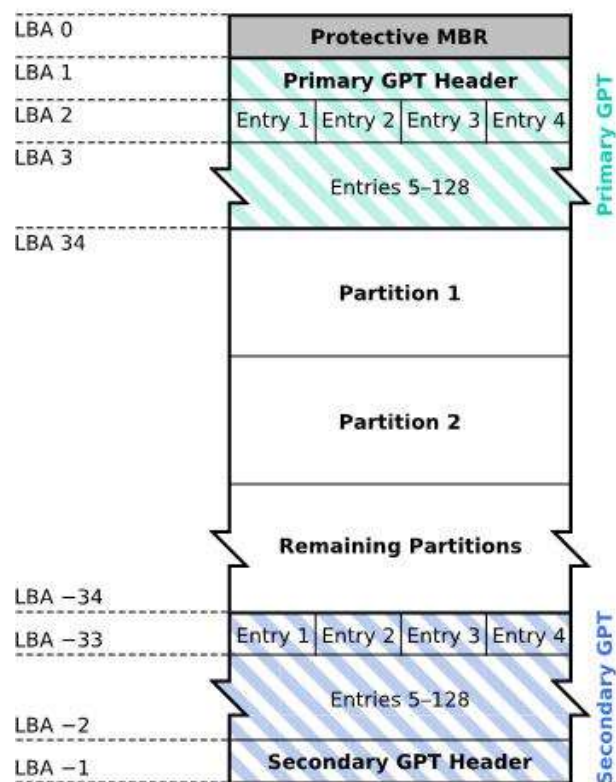 LBA 0
Protective MBR
LBA 1
Primary GPT Header
LBA 2
Entry 1 Entry 2 Entry 3 Entry 4
LBA 3
Entries 5–128
Primary GPT
LBA 34
Partition 1
Partition 2
Remaining Partitions
LBA −34
LBA −33
Entry 1 Entry 2 Entry 3 Entry 4
Entries 5–128
LBA −2
Secondary GPT Header
LBA −1
Secondary GPT